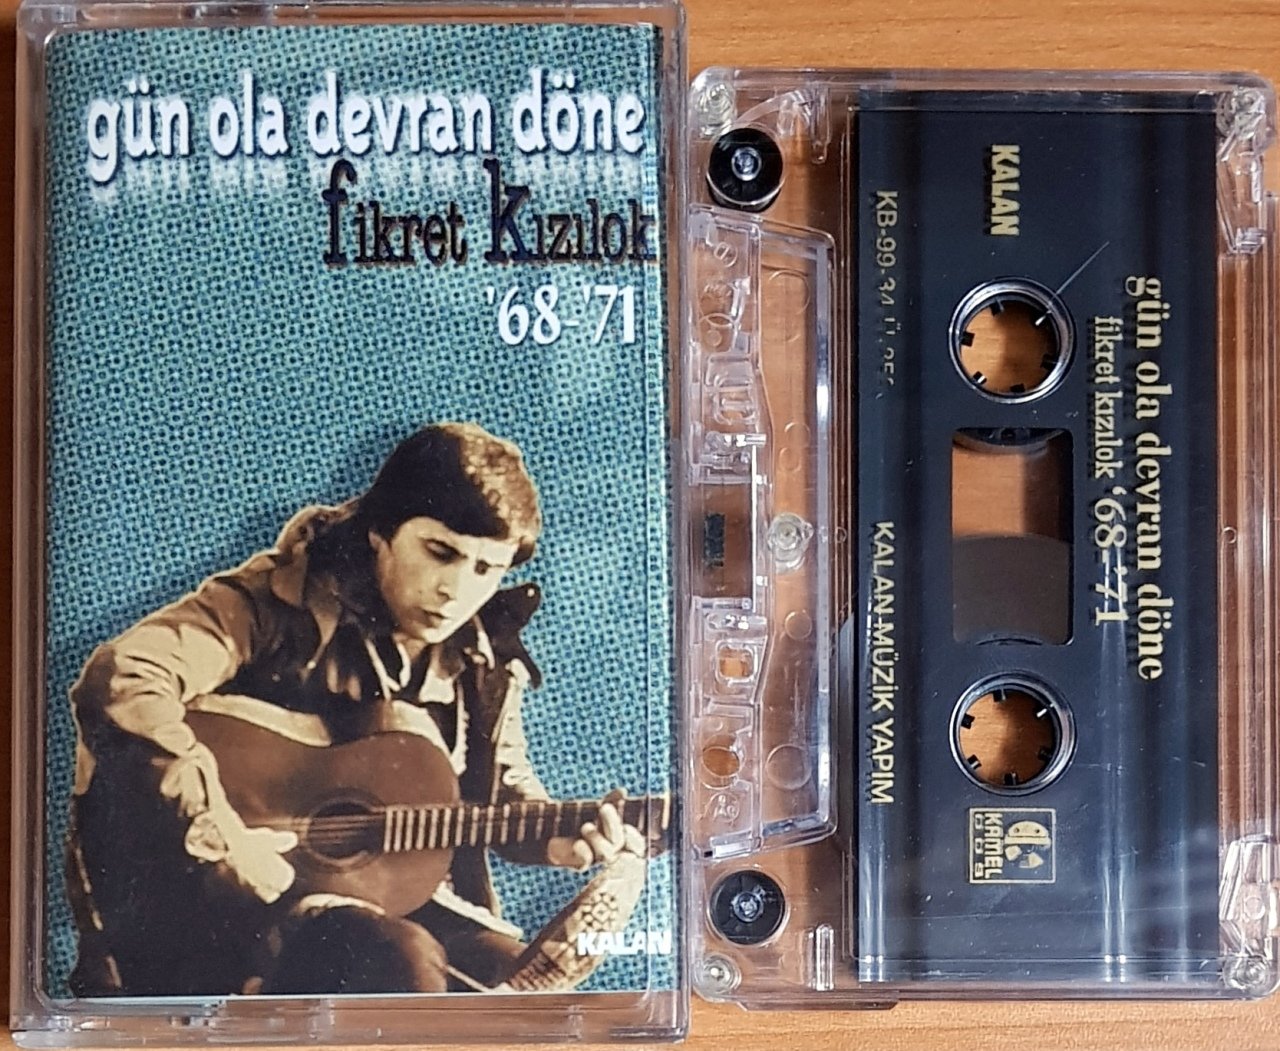 gün ola devran döne
fikret kızılok
'68-'71
KALAN
KALAN
gün ola devran döne
fikret kızılok '68-'71
KALAN MÜZİK YAPIM
KAMEL